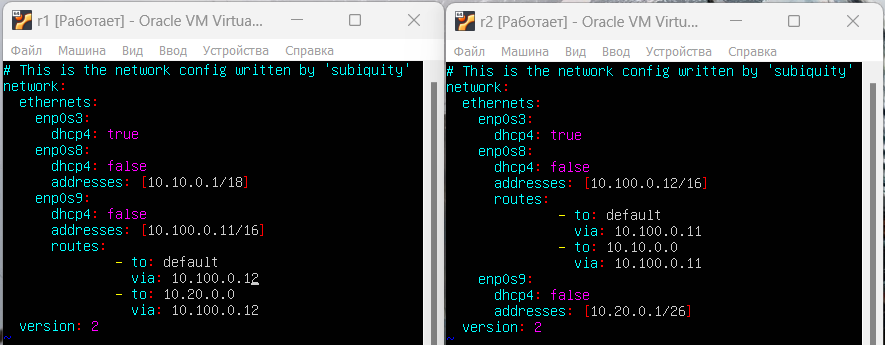 r1 [Работает] - Oracle VM Virtua...
Файл Машина Вид Ввод Устройства Справка
# This is the network config written by 'subiquity'
network:
  ethernets:
    enp0s3:
      dhcp4: true
    enp0s8:
      dhcp4: false
      addresses: [10.10.0.1/18]
    enp0s9:
      dhcp4: false
      addresses: [10.100.0.11/16]
      routes:
              - to: default
                via: 10.100.0.12
              - to: 10.20.0.0
                via: 10.100.0.12
  version: 2
~
r2 [Работает] - Oracle VM Virtu...
Файл Машина Вид Ввод Устройства Справка
# This is the network config written by 'subiquity'
network:
  ethernets:
    enp0s3:
      dhcp4: true
    enp0s8:
      dhcp4: false
      addresses: [10.100.0.12/16]
      routes:
              - to: default
                via: 10.100.0.11
              - to: 10.10.0.0
                via: 10.100.0.11
    enp0s9:
      dhcp4: false
      addresses: [10.20.0.1/26]
  version: 2
~